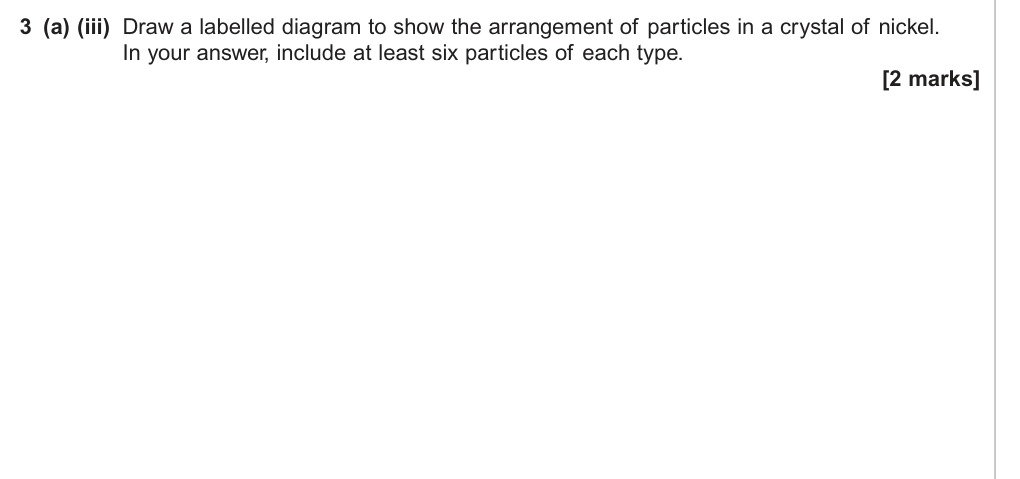 3 (a) (iii) Draw a labelled diagram to show the arrangement of particles in a crystal of nickel.
In your answer, include at least six particles of each type.
[2 marks]